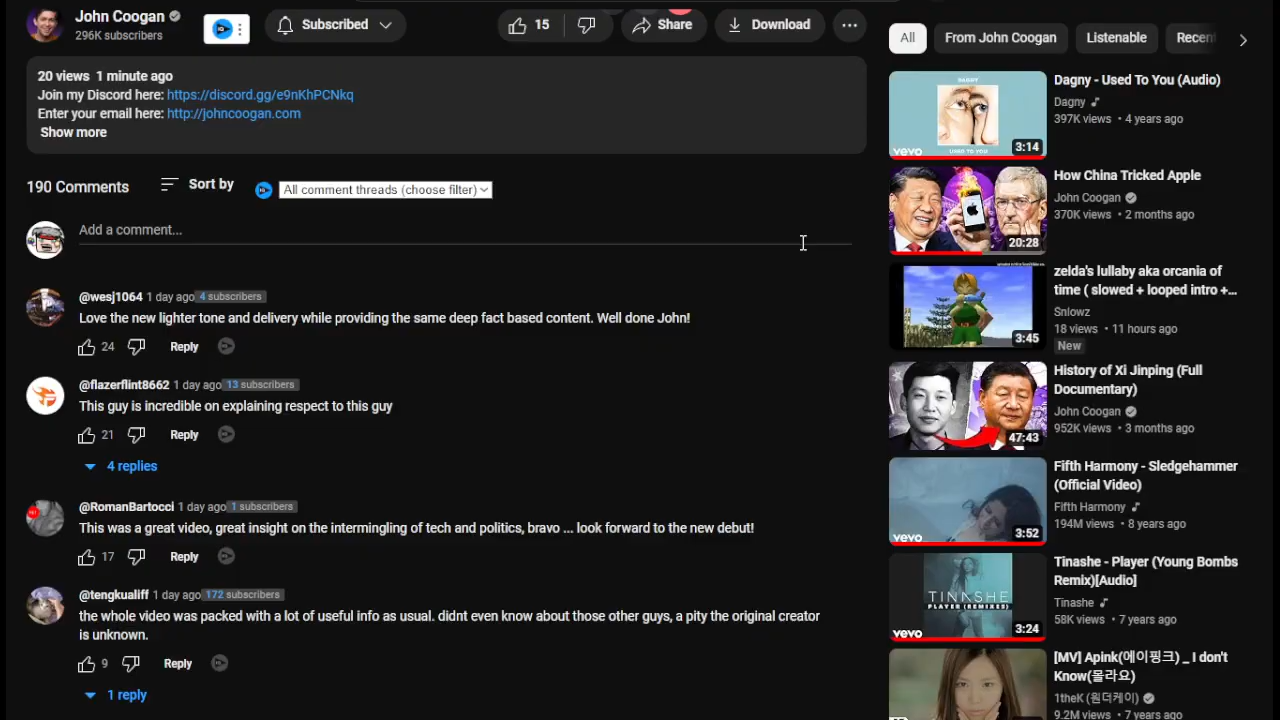 John Coogan
296K subscribers
Subscribed
15
Share
Download
20 views 1 minute ago
Join my Discord here: https://discord.gg/e9nKhPCNkq
Enter your email here: http://johncoogan.com
Show more
190 Comments
Sort by
All comment threads (choose filter)
Add a comment...
@wesj1064 1 day ago 4 subscribers
Love the new lighter tone and delivery while providing the same deep fact based content. Well done John!
24 Reply
@flazerflint8662 1 day ago 13 subscribers
This guy is incredible on explaining respect to this guy
21 Reply
4 replies
@RomanBartocci 1 day ago 1 subscribers
This was a great video, great insight on the intermingling of tech and politics, bravo ... look forward to the new debut!
17 Reply
@tengkualiff 1 day ago 172 subscribers
the whole video was packed with a lot of useful info as usual. didnt even know about those other guys, a pity the original creator
is unknown.
9 Reply
1 reply
All From John Coogan Listenable Recent
DAGNY
USED TO YOU
vevo
3:14
Dagny - Used To You (Audio)
Dagny
397K views • 4 years ago
20:28
How China Tricked Apple
John Coogan
370K views • 2 months ago
3:45
zelda's lullaby aka orcania of
time ( slowed + looped intro +...
Snlowz
18 views • 11 hours ago
New
47:43
History of Xi Jinping (Full
Documentary)
John Coogan
952K views • 3 months ago
vevo
3:52
Fifth Harmony - Sledgehammer
(Official Video)
Fifth Harmony
194M views • 8 years ago
TINASHE
PLAYER (REMIXES)
vevo
3:24
Tinashe - Player (Young Bombs
Remix)[Audio]
Tinashe
58K views • 7 years ago
[MV] Apink(에이핑크) _ I don't
Know(몰라요)
1theK (원더케이)
9.2M views • 7 years ago